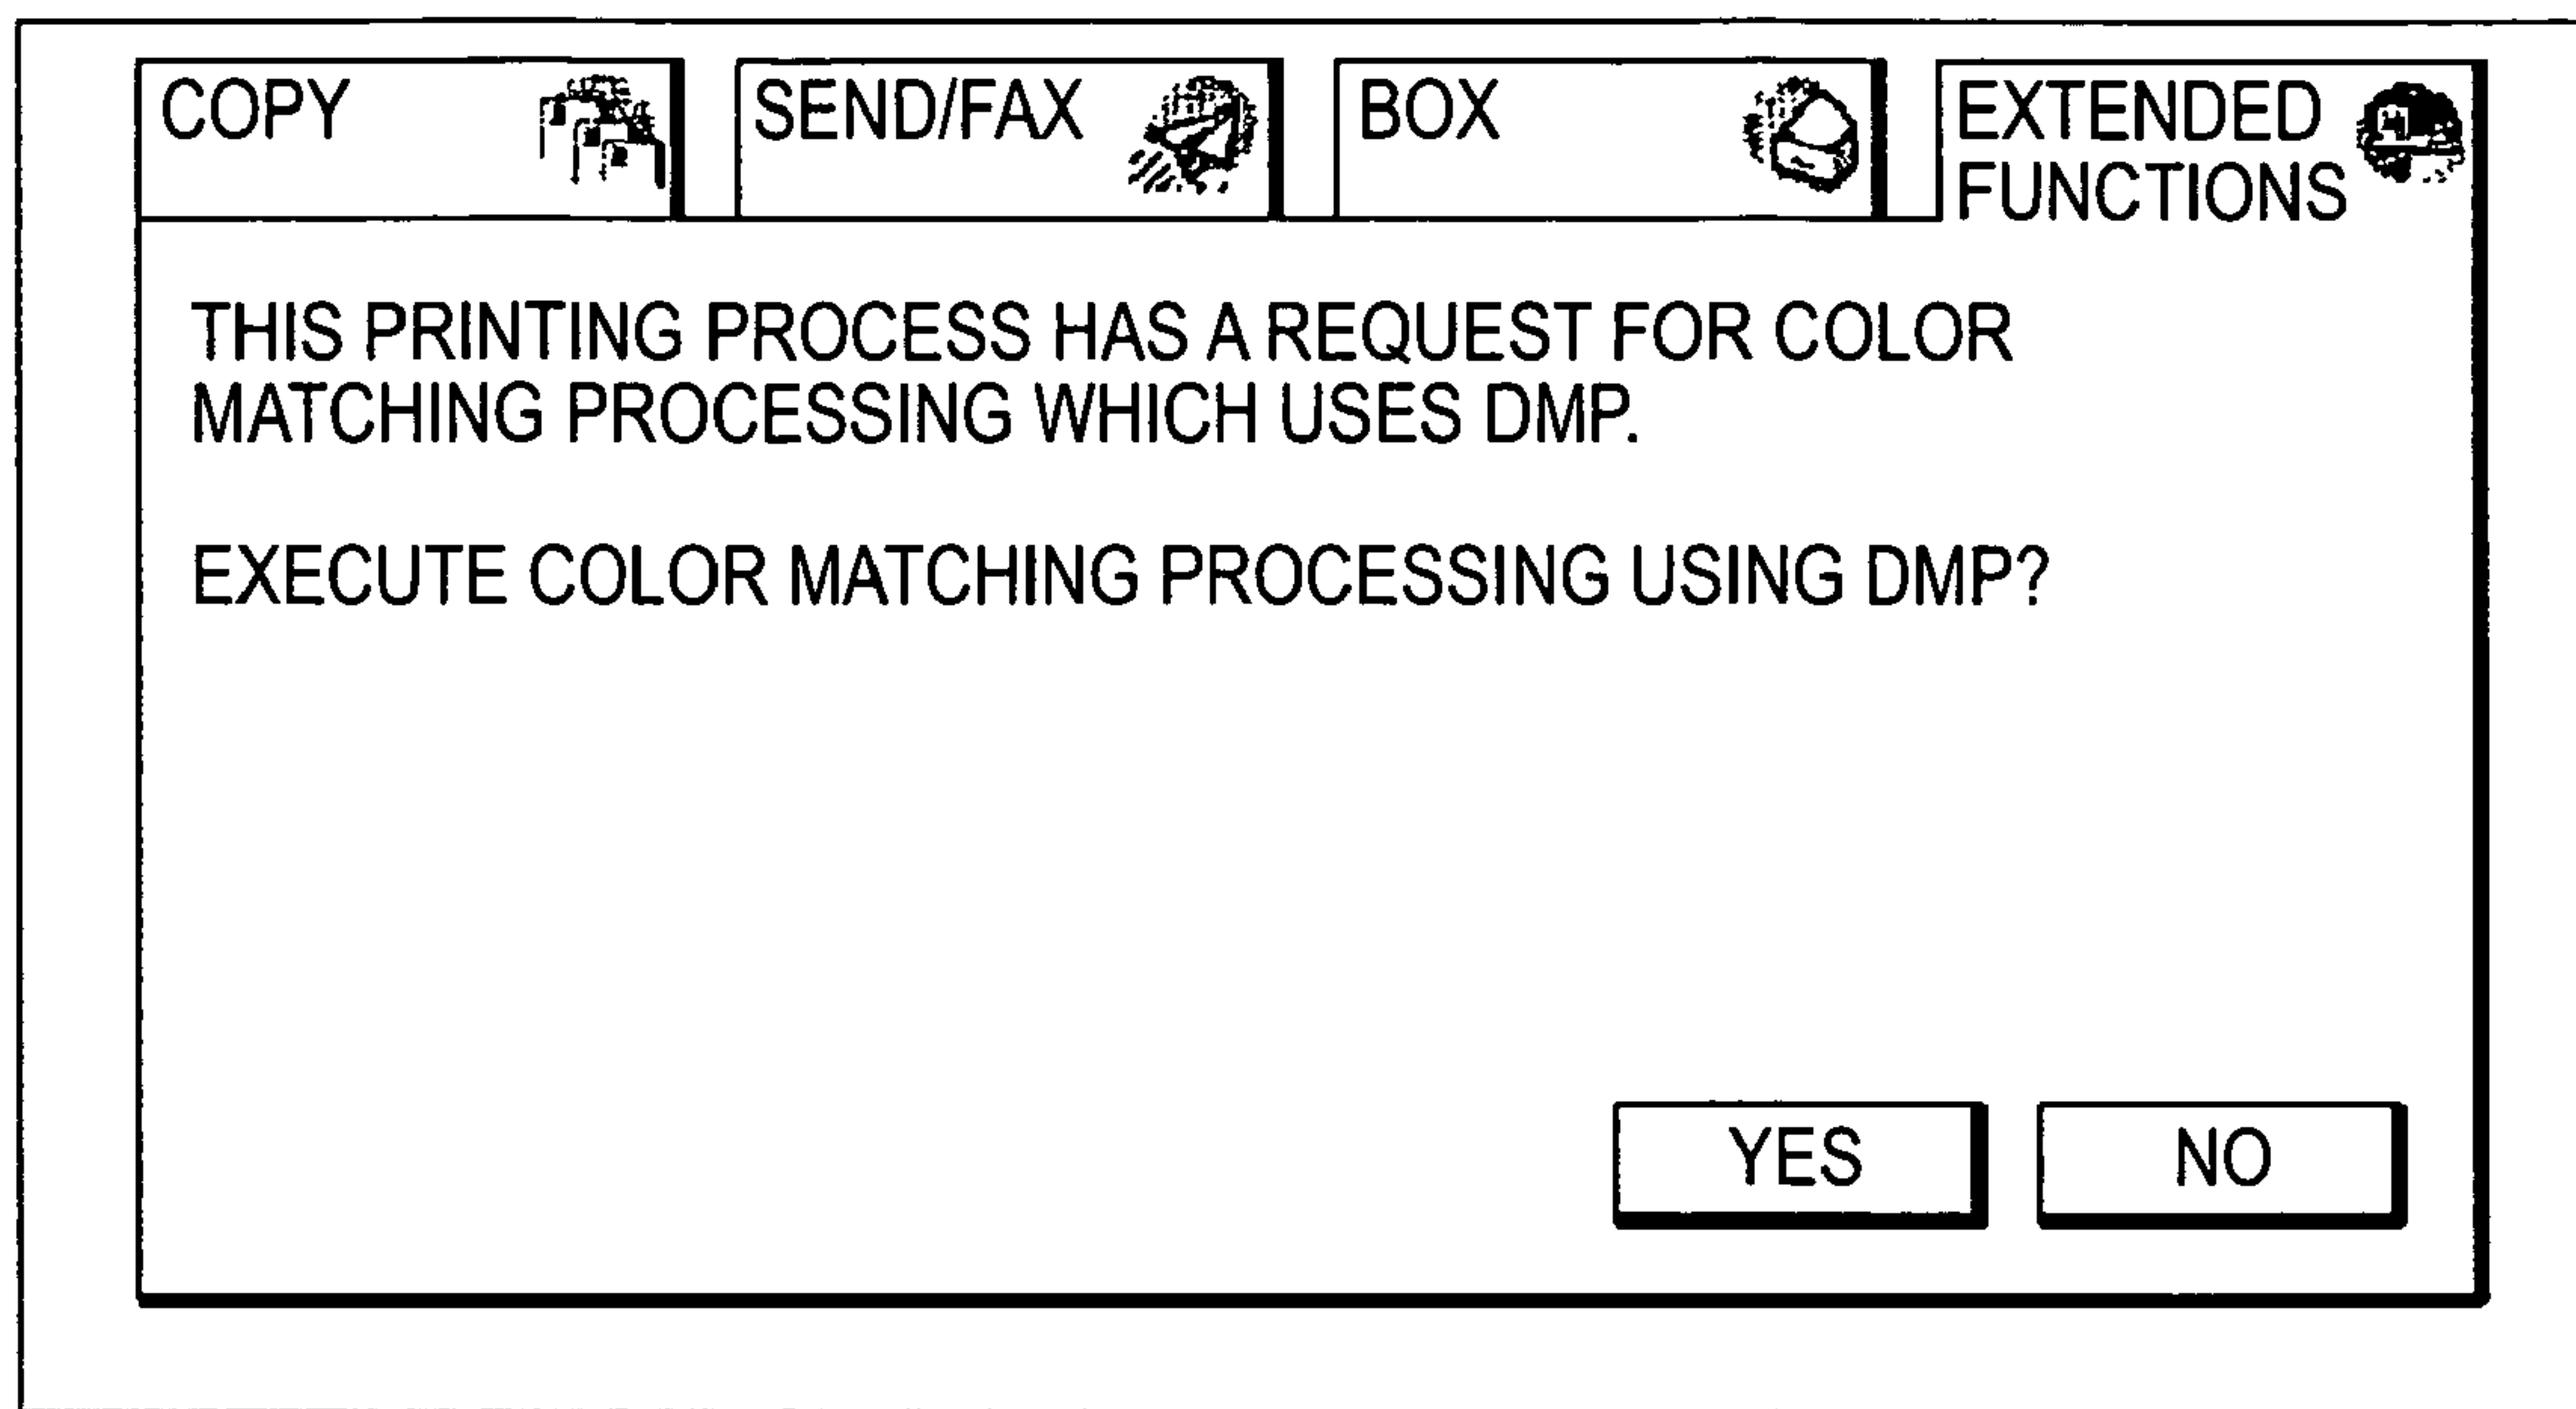 COPY
SEND/FAX
BOX
EXTENDED
FUNCTIONS
THIS PRINTING PROCESS HAS A REQUEST FOR COLOR
MATCHING PROCESSING WHICH USES DMP.
EXECUTE COLOR MATCHING PROCESSING USING DMP?
YES
NO